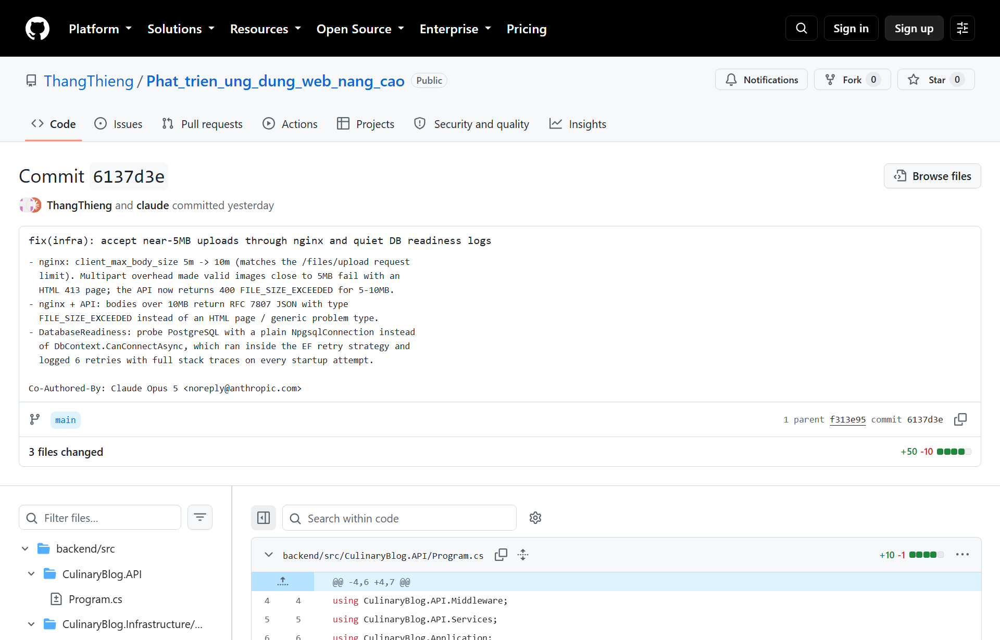 Platform Solutions Resources Open Source Enterprise Pricing Sign in Sign up
ThangThieng / Phat_trien_ung_dung_web_nang_cao Public Notifications Fork 0 Star 0
Code Issues Pull requests Actions Projects Security and quality Insights
Commit 6137d3e
Browse files
ThangThieng and claude committed yesterday
fix(infra): accept near-5MB uploads through nginx and quiet DB readiness logs
- nginx: client_max_body_size 5m -> 10m (matches the /files/upload request
limit). Multipart overhead made valid images close to 5MB fail with an
HTML 413 page; the API now returns 400 FILE_SIZE_EXCEEDED for 5-10MB.
- nginx + API: bodies over 10MB return RFC 7807 JSON with type
FILE_SIZE_EXCEEDED instead of an HTML page / generic problem type.
- DatabaseReadiness: probe PostgreSQL with a plain NpgsqlConnection instead
of DbContext.CanConnectAsync, which ran inside the EF retry strategy and
logged 6 retries with full stack traces on every startup attempt.
Co-Authored-By: Claude Opus 5 <noreply@anthropic.com>
main
1 parent f313e95 commit 6137d3e
3 files changed
+50 -10
Filter files...
Search within code
backend/src
CulinaryBlog.API
Program.cs
CulinaryBlog.Infrastructure/...
backend/src/CulinaryBlog.API/Program.cs
+10 -1
@@ -4,6 +4,7 @@
4 4 using CulinaryBlog.API.Middleware;
5 5 using CulinaryBlog.API.Services;
6 6 using CulinaryBlog.Application;